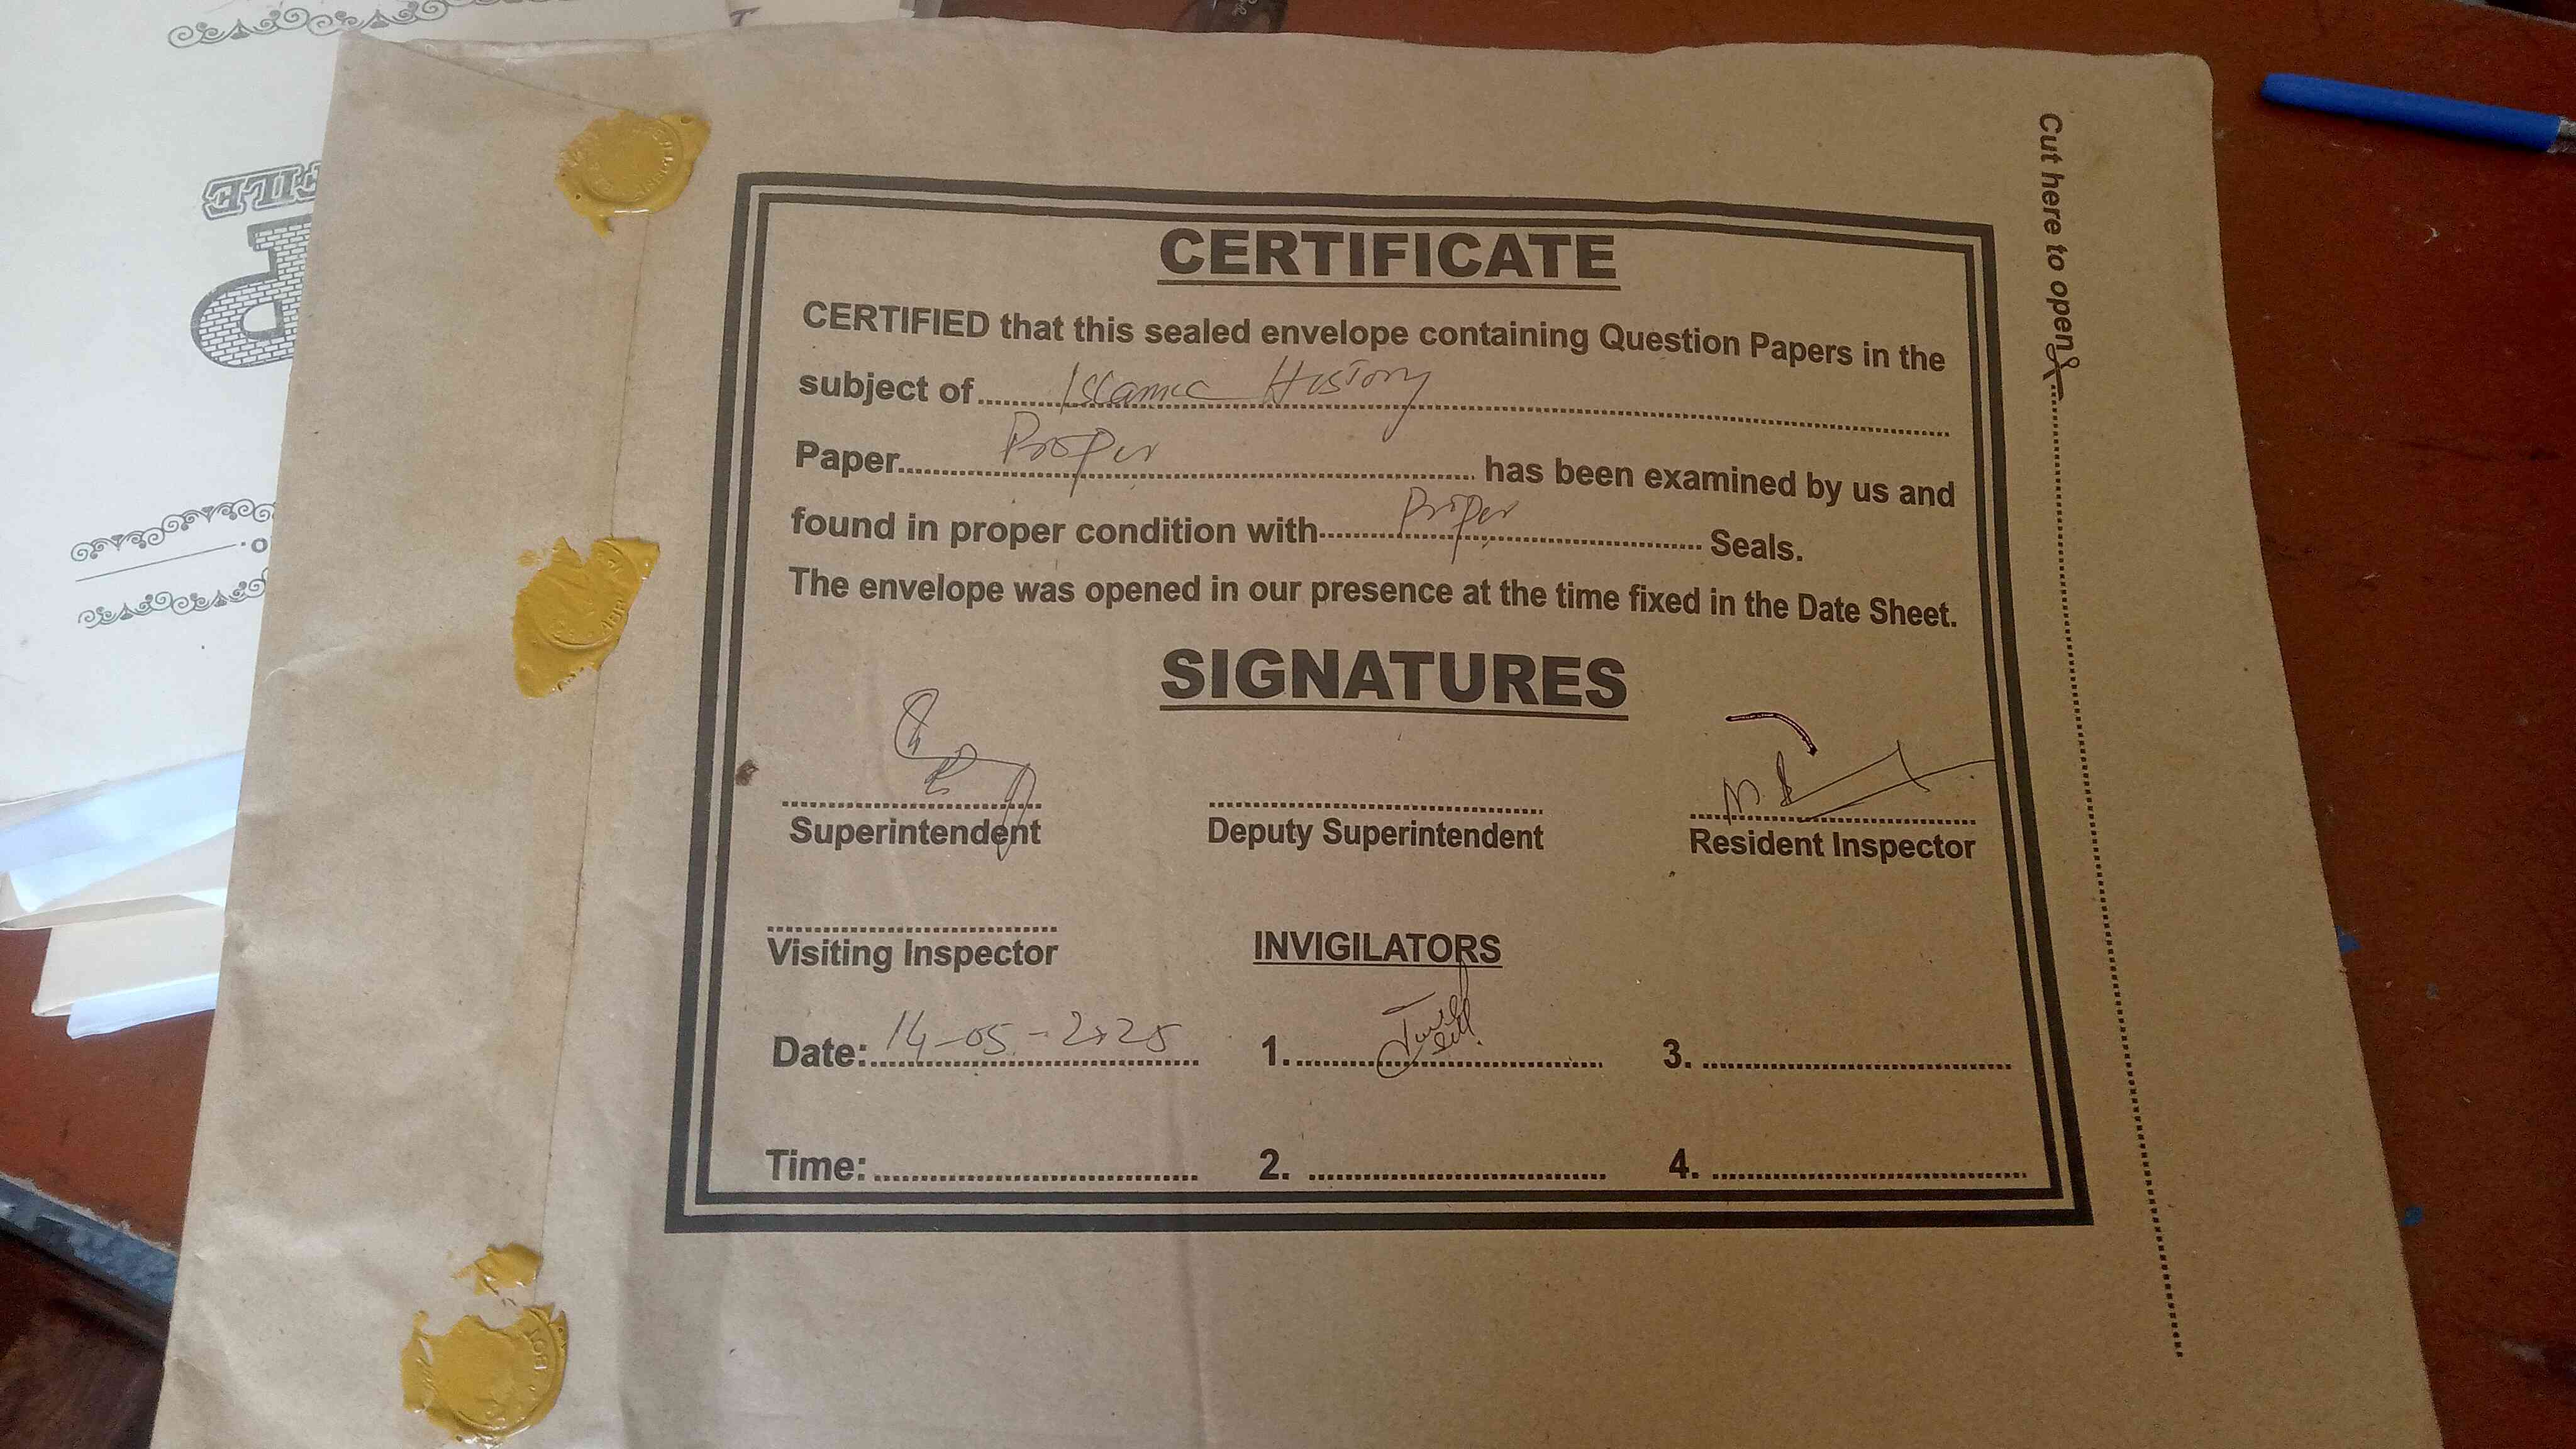 CERTIFICATE
CERTIFIED that this sealed envelope containing Question Papers in the
subject of Islamic History
Paper Proper has been examined by us and
found in proper condition with Proper Seals.
The envelope was opened in our presence at the time fixed in the Date Sheet.
SIGNATURES
Superintendent Deputy Superintendent Resident Inspector
Visiting Inspector INVIGILATORS
Date: 14-05-2025 1. 3.
Time: 2. 4.
Cut here to open
FILE
P